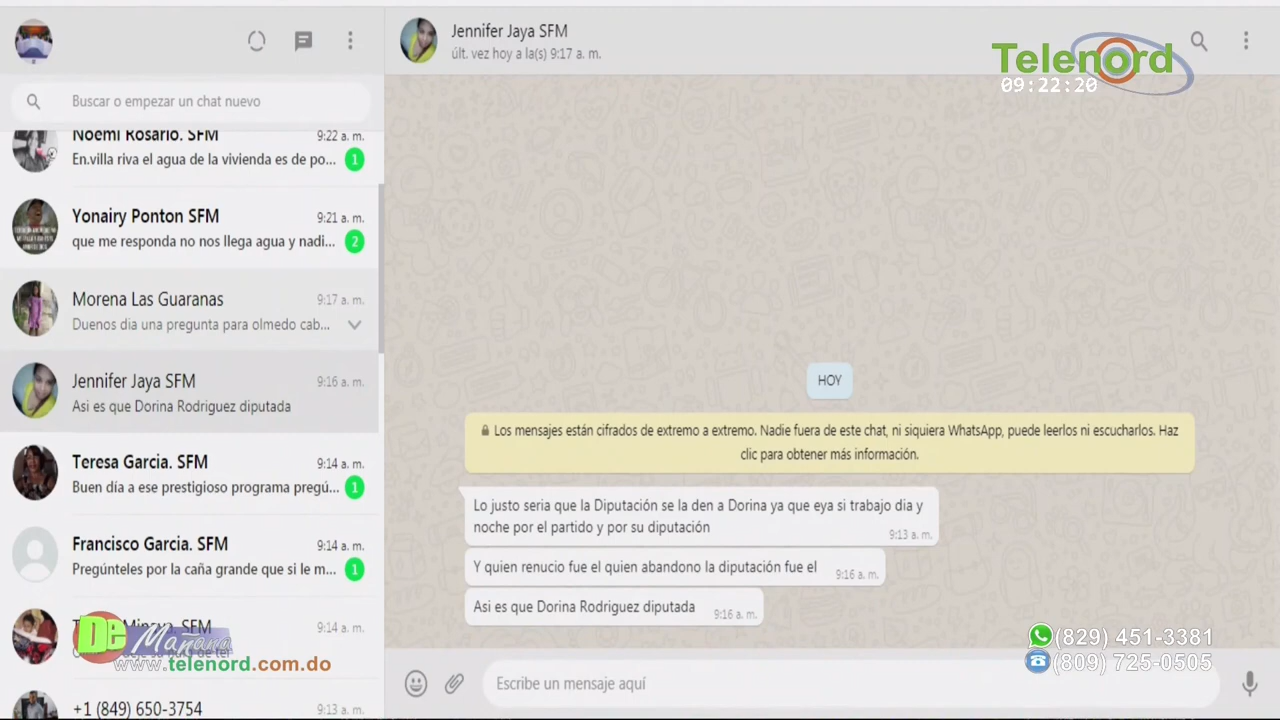 Jennifer Jaya SFM
últ. vez hoy a la(s) 9:17 a. m.
Telenord
09:22:20
Buscar o empezar un chat nuevo
Noemi Rosario. SFM
9:22 a. m.
En.villa riva el agua de la vivienda es de po...
1
Yonairy Ponton SFM
9:21 a. m.
que me responda no nos llega agua y nadi...
2
Morena Las Guaranas
9:17 a. m.
Duenos dia una pregunta para olmedo cab...
Jennifer Jaya SFM
9:16 a. m.
Asi es que Dorina Rodriguez diputada
Teresa Garcia. SFM
9:14 a. m.
Buen día a ese prestigioso programa pregú...
1
Francisco Garcia. SFM
9:14 a. m.
Pregúnteles por la caña grande que si le m...
1
SFM
9:14 a. m.
De Mañana
www.telenord.com.do
+1 (849) 650-3754
9:13 a. m.
HOY
Los mensajes están cifrados de extremo a extremo. Nadie fuera de este chat, ni siquiera WhatsApp, puede leerlos ni escucharlos. Haz
clic para obtener más información.
Lo justo seria que la Diputación se la den a Dorina ya que eya si trabajo dia y
noche por el partido y por su diputación
9:13 a. m.
Y quien renucio fue el quien abandono la diputación fue el
9:16 a. m.
Asi es que Dorina Rodriguez diputada
9:16 a. m.
(829) 451-3381
(809) 725-0505
Escribe un mensaje aquí